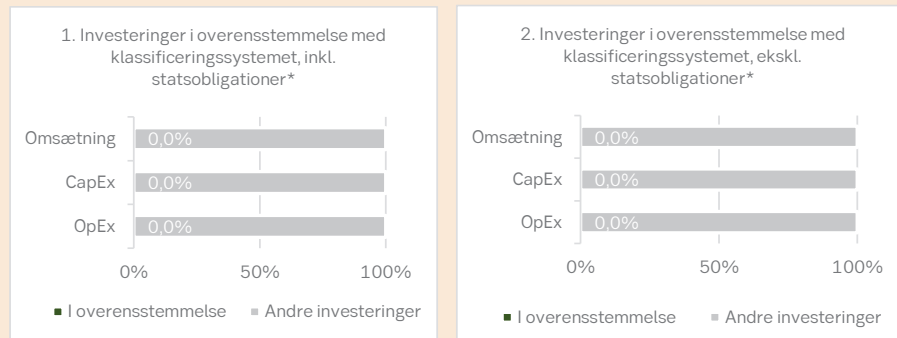 1. Investeringer i overensstemmelse med
klassificeringssystemet, inkl.
statsobligationer*
Omsætning 0,0%
CapEx 0,0%
OpEx 0,0%
0% 50% 100%
I overensstemmelse Andre investeringer
2. Investeringer i overensstemmelse med
klassificeringssystemet, ekskl.
statsobligationer*
Omsætning 0,0%
CapEx 0,0%
OpEx 0,0%
0% 50% 100%
I overensstemmelse Andre investeringer